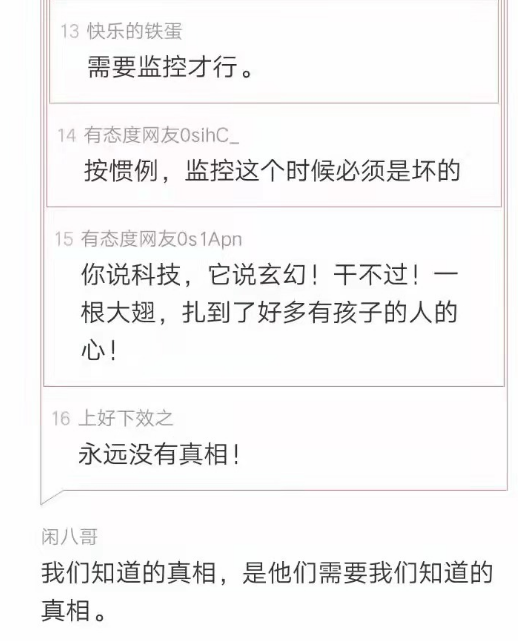 13 快乐的铁蛋
需要监控才行。
14 有态度网友0sihC_
按惯例，监控这个时候必须是坏的
15 有态度网友0s1Apn
你说科技，它说玄幻！干不过！一
根大翅，扎到了好多有孩子的人的
心！
16 上好下效之
永远没有真相！
闲八哥
我们知道的真相，是他们需要我们知道的
真相。